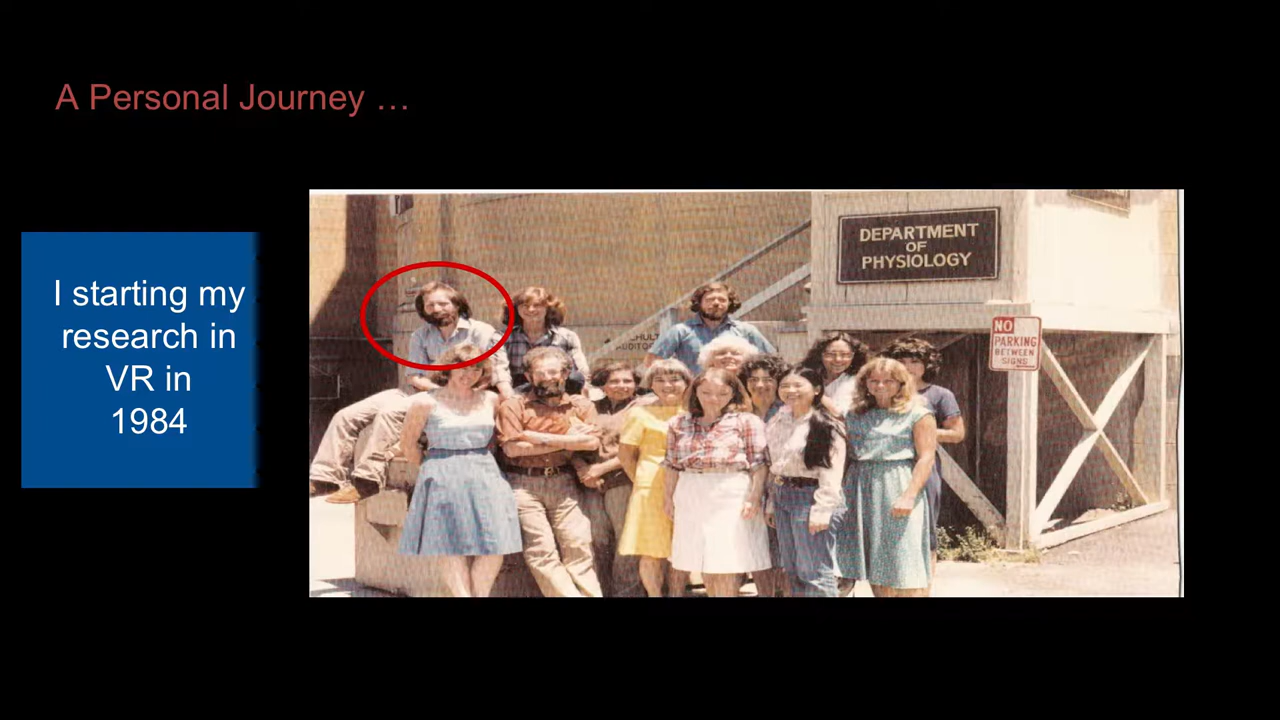 A Personal Journey …
I starting my
research in
VR in
1984
DEPARTMENT
OF
PHYSIOLOGY
NO
PARKING
BETWEEN
SIGNS